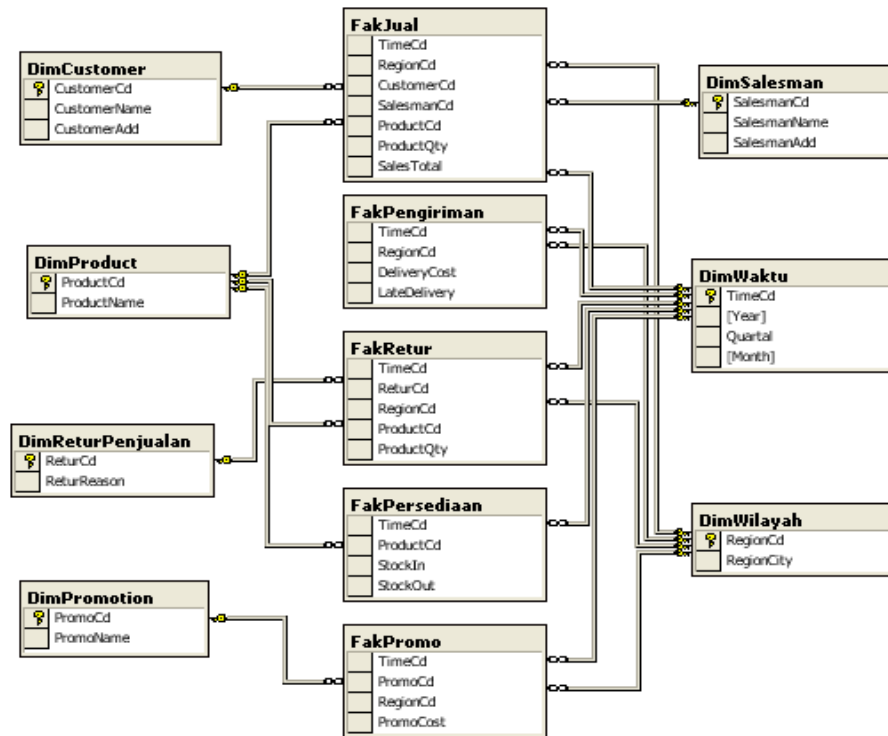 FakJual
TimeCd
RegionCd
CustomerCd
SalesmanCd
ProductCd
ProductQty
SalesTotal
DimCustomer
CustomerCd
CustomerName
CustomerAdd
DimSalesman
SalesmanCd
SalesmanName
SalesmanAdd
FakPengiriman
TimeCd
RegionCd
DeliveryCost
LateDelivery
DimProduct
ProductCd
ProductName
DimWaktu
TimeCd
[Year]
Quartal
[Month]
FakRetur
TimeCd
ReturCd
RegionCd
ProductCd
ProductQty
DimReturPenjualan
ReturCd
ReturReason
FakPersediaan
TimeCd
ProductCd
StockIn
StockOut
DimWilayah
RegionCd
RegionCity
DimPromotion
PromoCd
PromoName
FakPromo
TimeCd
PromoCd
RegionCd
PromoCost